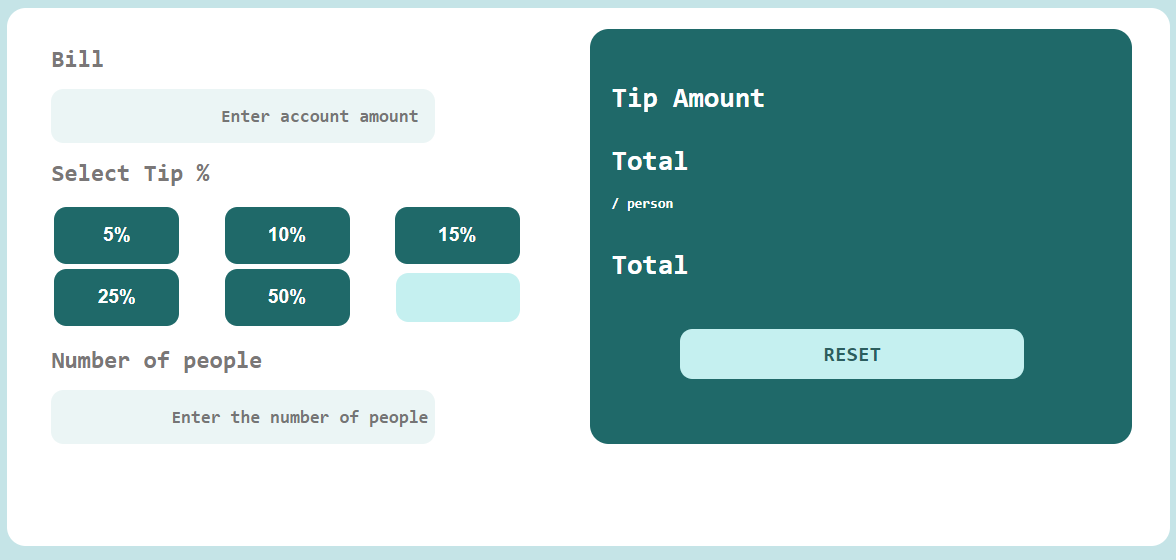 Bill
Enter account amount
Select Tip %
5% 10% 15%
25% 50%
Number of people
Enter the number of people
Tip Amount
Total
/ person
Total
RESET